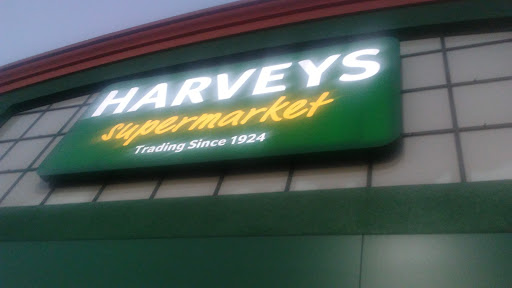 HARVEYS
supermarket
Trading Since 1924